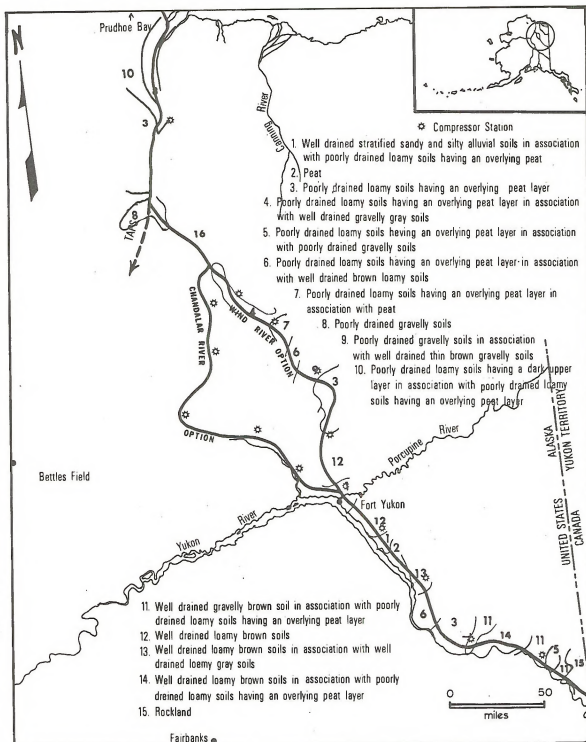 Prudhoe Bay
N
10
3
Canning
River
Compressor Station
1. Well drained stratified sandy and silty alluvial soils in association
with poorly drained loamy soils having an overlying peat
2. Peat
3. Poorly drained loamy soils having an overlying peat layer
4. Poorly drained loamy soils having an overlying peat layer in association
with well drained gravelly gray soils
5. Poorly drained loamy soils heving an overlying peat layer in association
with poorly drained gravelly soils
6. Poorly drained loamy soils having an overlying peat layer in association
with well drained brown loamy soils
7. Poorly drained loamy soils having an overlying peat layer in
association with peat
8. Poorly drained gravelly soils
9. Poorly drained gravelly soils in association
with well drained thin brown gravelly soils
10. Poorly drained loamy soils having a dark upper
layer in association with poorly drained loamy
soils having an overlying peat layer
8
TAPS
16
CHANDALAR RIVER
OPTION
WIND RIVER OPTION
7
6
3
12
Porcupine River
ALASKA
YUKON TERRITORY
UNITED STATES
CANADA
Bettles Field
Fort Yukon
Yukon River
12
1
2
13
6
3
11
14
11
5
11
15
11. Well drained gravelly brown soil in association with poorly
drained loamy soils having an overlying peat layer
12. Well drained loamy brown soils
13. Well drained loamy brown soils in association with well
drained loemy gray soils
14. Well drained loamy brown soils in association with poorly
dreined loamy soils having an overlying peat layer
15. Rockland
0 50
miles
Fairbanks